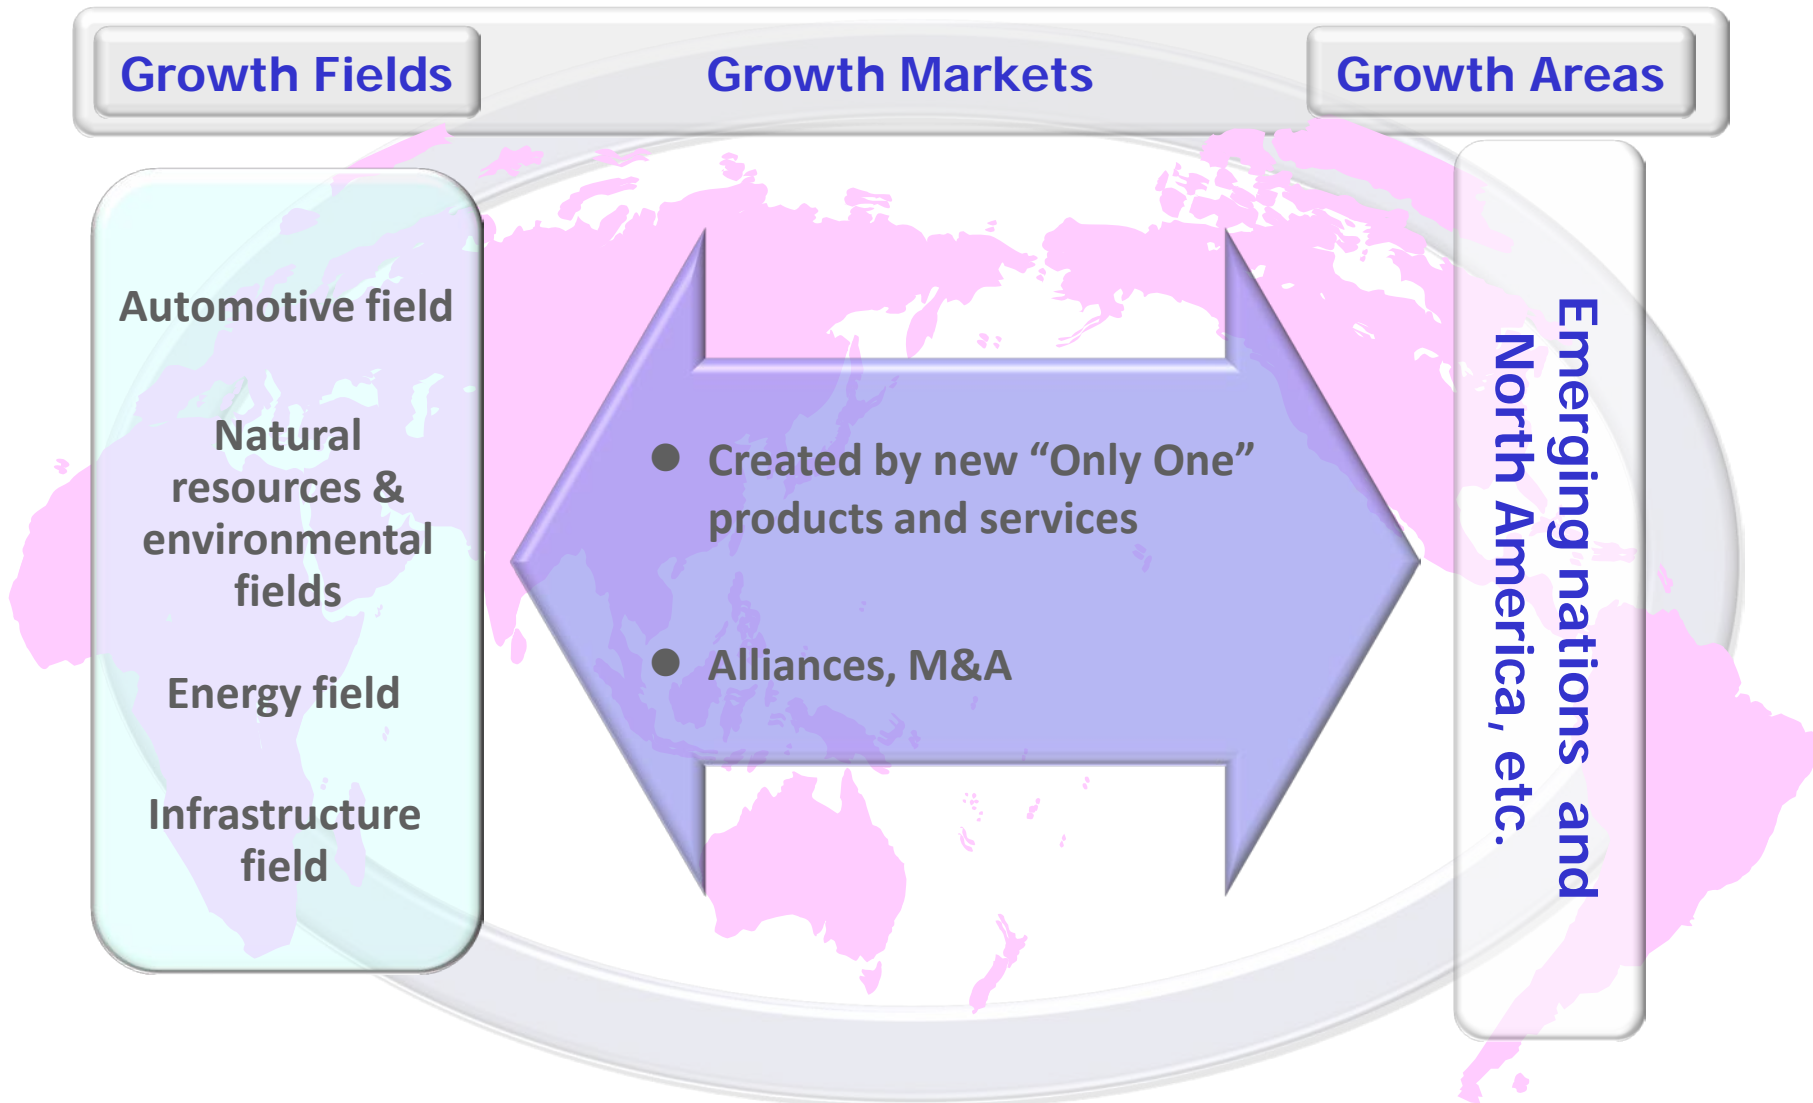 Growth Fields
Growth Markets
Growth Areas
Automotive field
Natural
resources &
environmental
fields
Energy field
Infrastructure
field
● Created by new “Only One”
products and services
● Alliances, M&A
Emerging nations and
North America, etc.